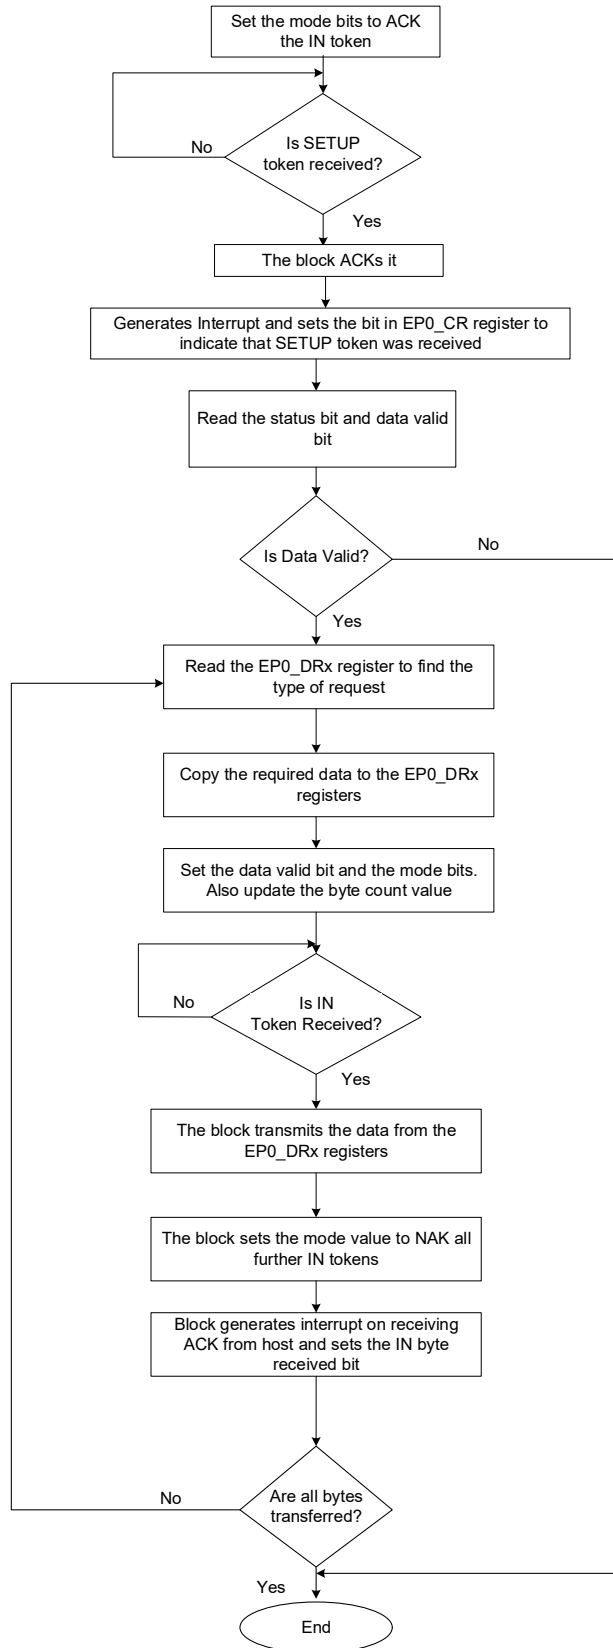 Set the mode bits to ACK
the IN token
No
Is SETUP
token received?
Yes
The block ACKs it
Generates Interrupt and sets the bit in EP0_CR register to
indicate that SETUP token was received
Read the status bit and data valid
bit
Is Data Valid?
No
Yes
Read the EP0_DRx register to find the
type of request
Copy the required data to the EP0_DRx
registers
Set the data valid bit and the mode bits.
Also update the byte count value
No
Is IN
Token Received?
Yes
The block transmits the data from the
EP0_DRx registers
The block sets the mode value to NAK all
further IN tokens
Block generates interrupt on receiving
ACK from host and sets the IN byte
received bit
No
Are all bytes
transferred?
Yes
End